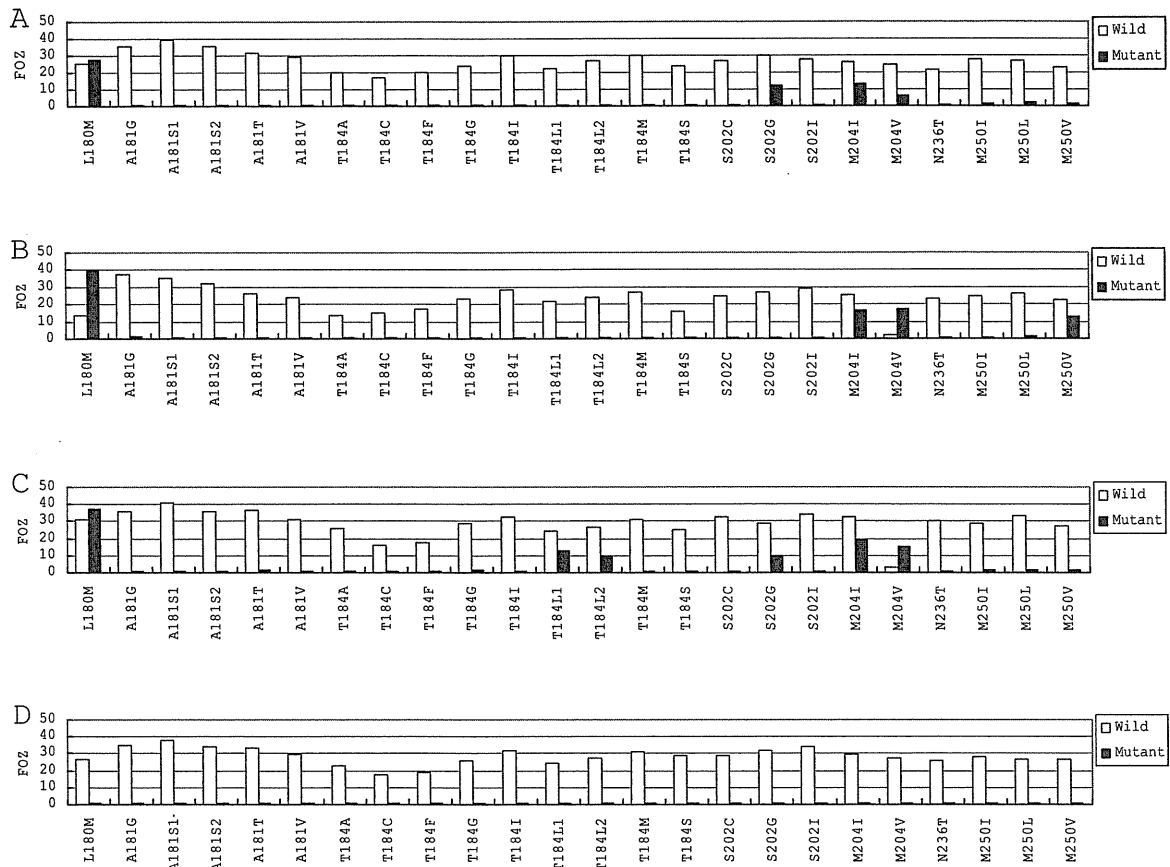 A
50
40
30
20
10
0
FOZ
Wild
Mutant
L180M
A181G
A181S1
A181S2
A181T
A181V
T184A
T184C
T184F
T184G
T184I
T184L1
T184L2
T184M
T184S
S202C
S202G
S202I
M204I
M204V
N236T
M250I
M250L
M250V
B
50
40
30
20
10
0
FOZ
Wild
Mutant
L180M
A181G
A181S1
A181S2
A181T
A181V
T184A
T184C
T184F
T184G
T184I
T184L1
T184L2
T184M
T184S
S202C
S202G
S202I
M204I
M204V
N236T
M250I
M250L
M250V
C
50
40
30
20
10
0
FOZ
Wild
Mutant
L180M
A181G
A181S1
A181S2
A181T
A181V
T184A
T184C
T184F
T184G
T184I
T184L1
T184L2
T184M
T184S
S202C
S202G
S202I
M204I
M204V
N236T
M250I
M250L
M250V
D
50
40
30
20
10
0
FOZ
Wild
Mutant
L180M
A181G
A181S1
A181S2
A181T
A181V
T184A
T184C
T184F
T184G
T184I
T184L1
T184L2
T184M
T184S
S202C
S202G
S202I
M204I
M204V
N236T
M250I
M250L
M250V